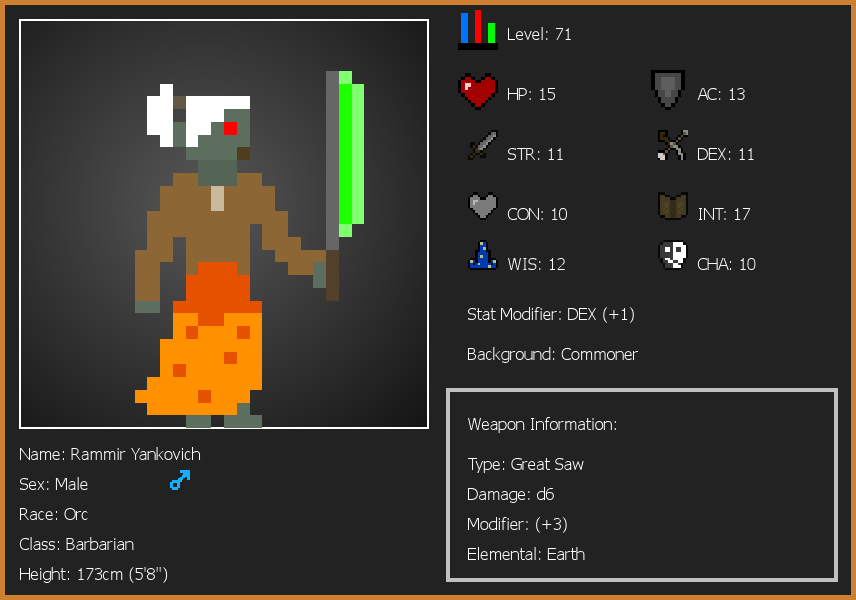 Level: 71
HP: 15
AC: 13
STR: 11
DEX: 11
CON: 10
INT: 17
WIS: 12
CHA: 10
Stat Modifier: DEX (+1)
Background: Commoner
Weapon Information:
Type: Great Saw
Damage: d6
Modifier: (+3)
Elemental: Earth
Name: Rammir Yankovich
Sex: Male
Race: Orc
Class: Barbarian
Height: 173cm (5'8")